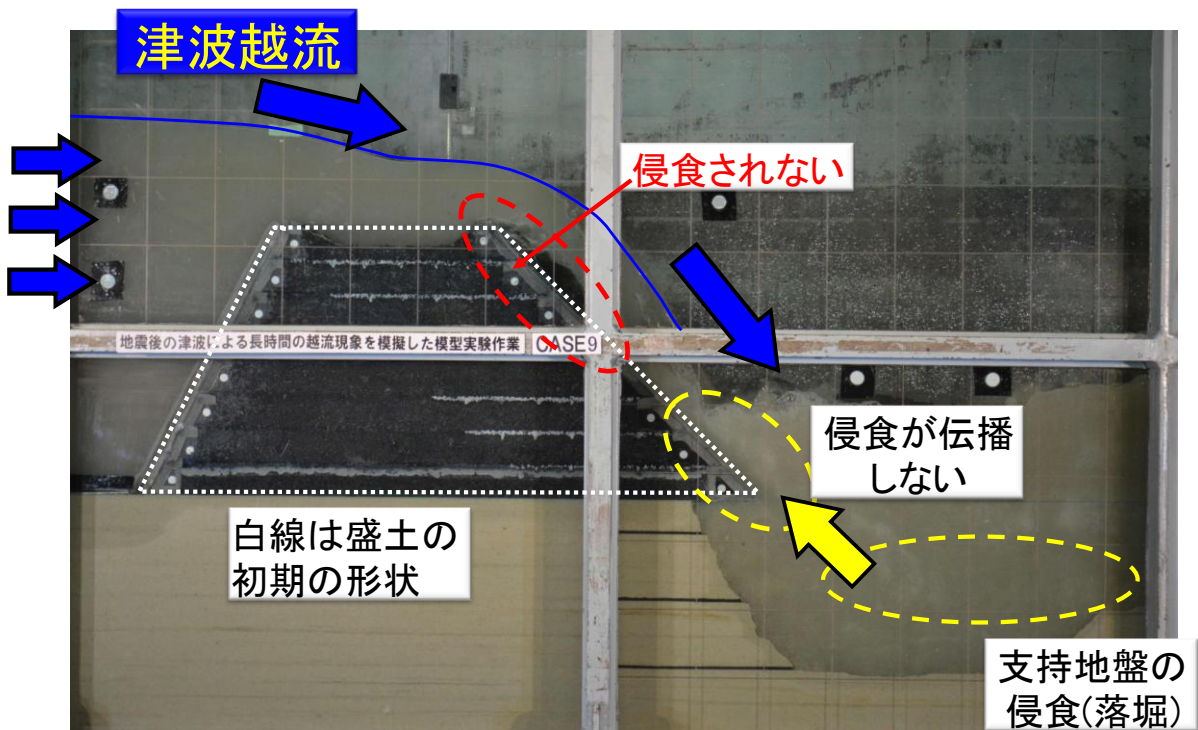 津波越流
侵食されない
地震後の津波による長時間の越流現象を模擬した模型実験作業
CASE9
侵食が伝播
しない
白線は盛土の
初期の形状
支持地盤の
侵食(落堀)